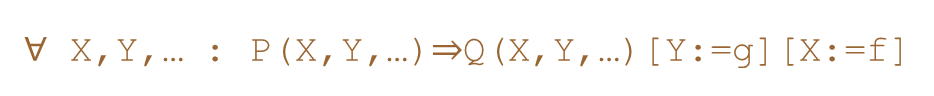 ∀ X,Y,… : P(X,Y,…)⇒Q(X,Y,…)[Y:=g][X:=f]